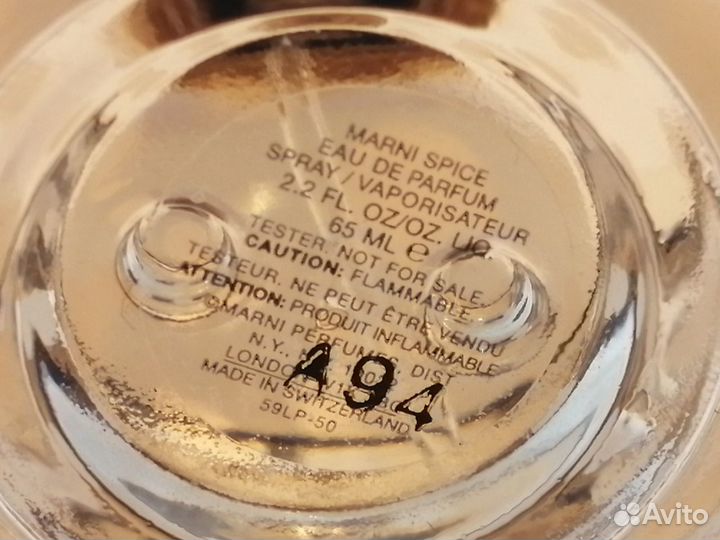 MARNI SPICE
EAU DE PARFUM
SPRAY / VAPORISATEUR
2.2 FL. OZ/OZ. LIQ.
65 ML ℮
TESTER. NOT FOR SALE.
CAUTION: FLAMMABLE
TESTEUR. NE PEUT ÊTRE VENDU
ATTENTION: PRODUIT INFLAMMABLE
©MARNI PERFUMES, DIST.
N.Y.,
LONDON
MADE IN SWITZERLAND
59LP-50
A94
Avito